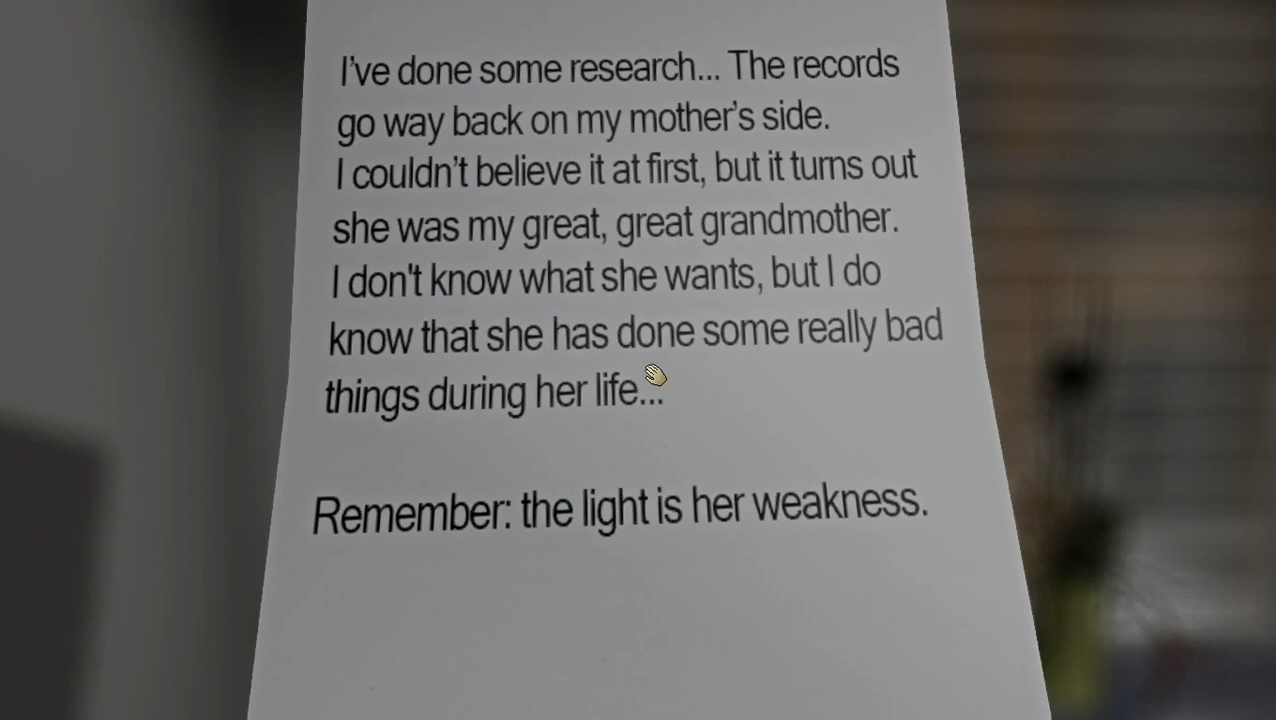 I've done some research... The records
go way back on my mother's side.
I couldn't believe it at first, but it turns out
she was my great, great grandmother.
I don't know what she wants, but I do
know that she has done some really bad
things during her life...
Remember: the light is her weakness.